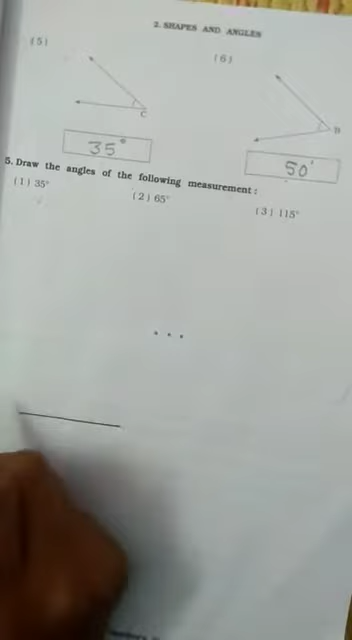 2. SHAPES AND ANGLES
(5)
(6)
C
B
35°
50°
5. Draw the angles of the following measurement :
(1) 35°
(2) 65°
(3) 115°
• • •